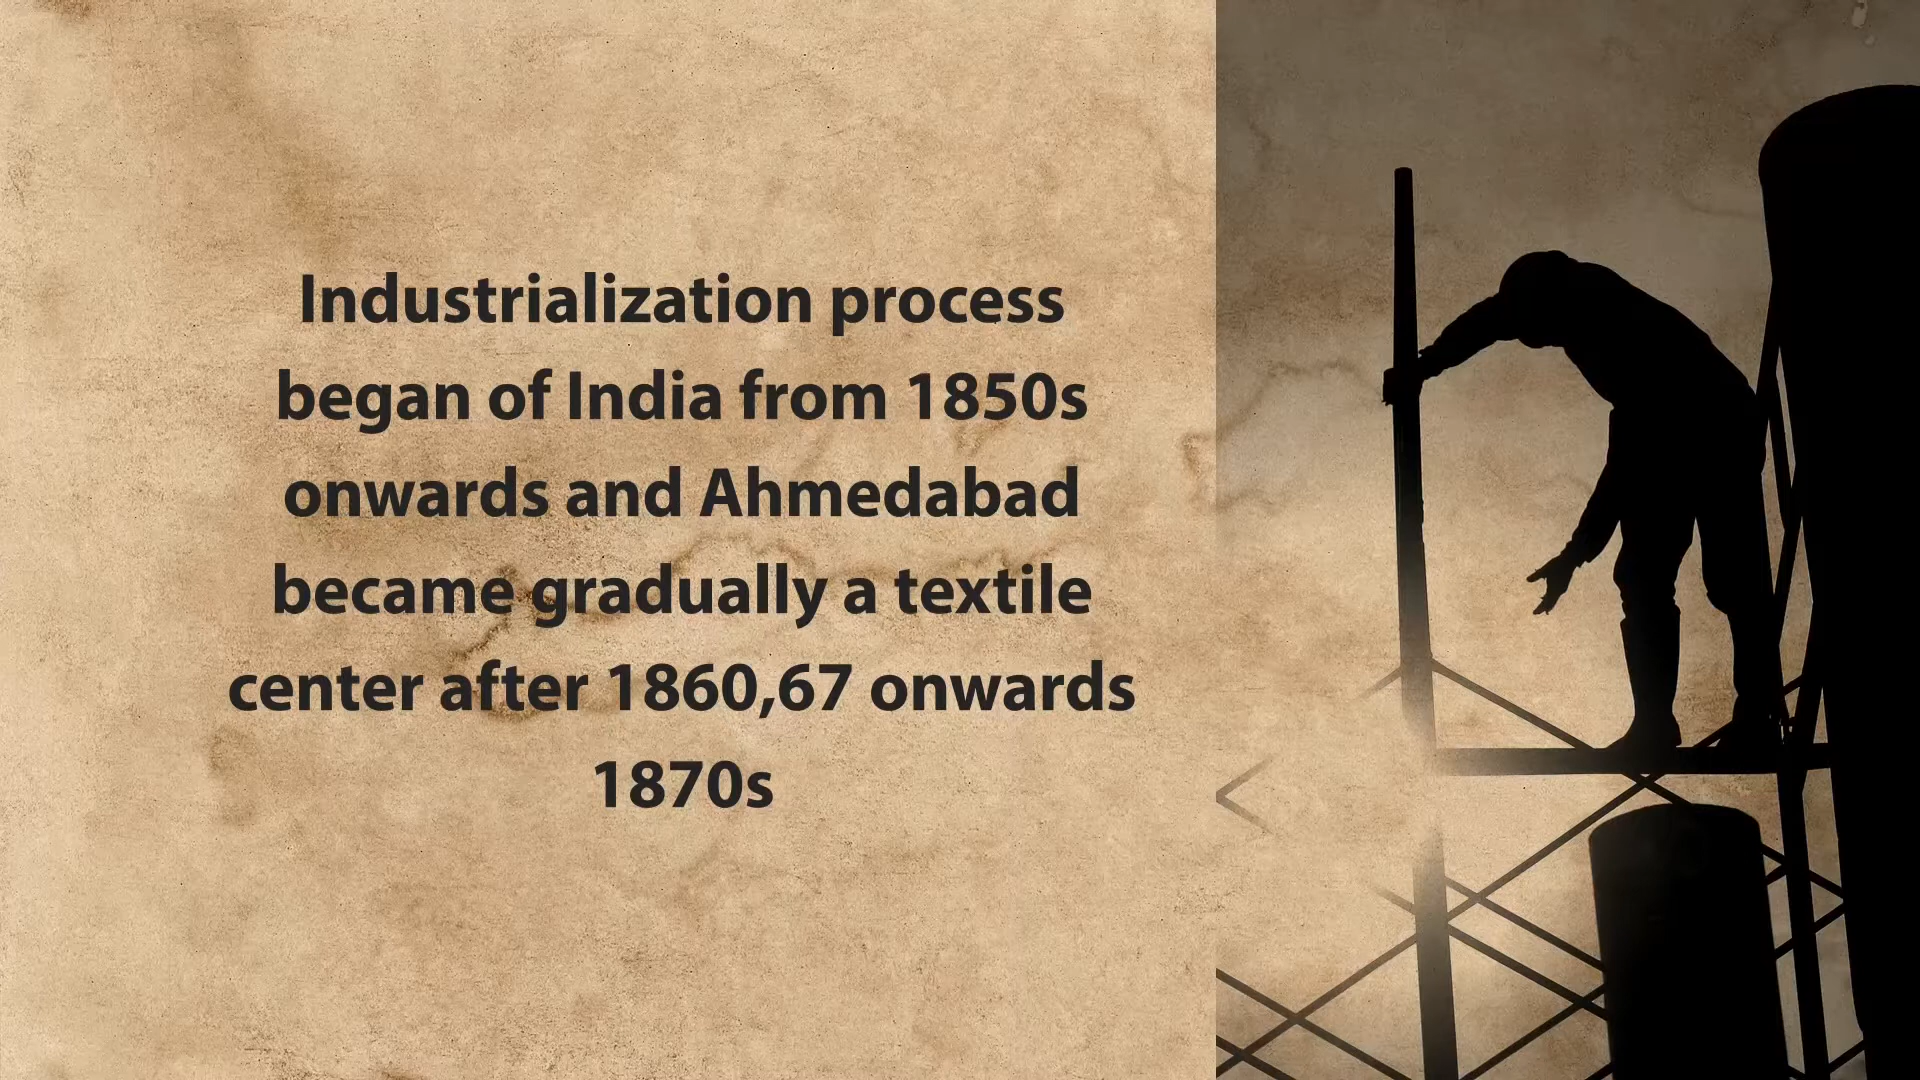 Industrialization process
began of India from 1850s
onwards and Ahmedabad
became gradually a textile
center after 1860,67 onwards
1870s